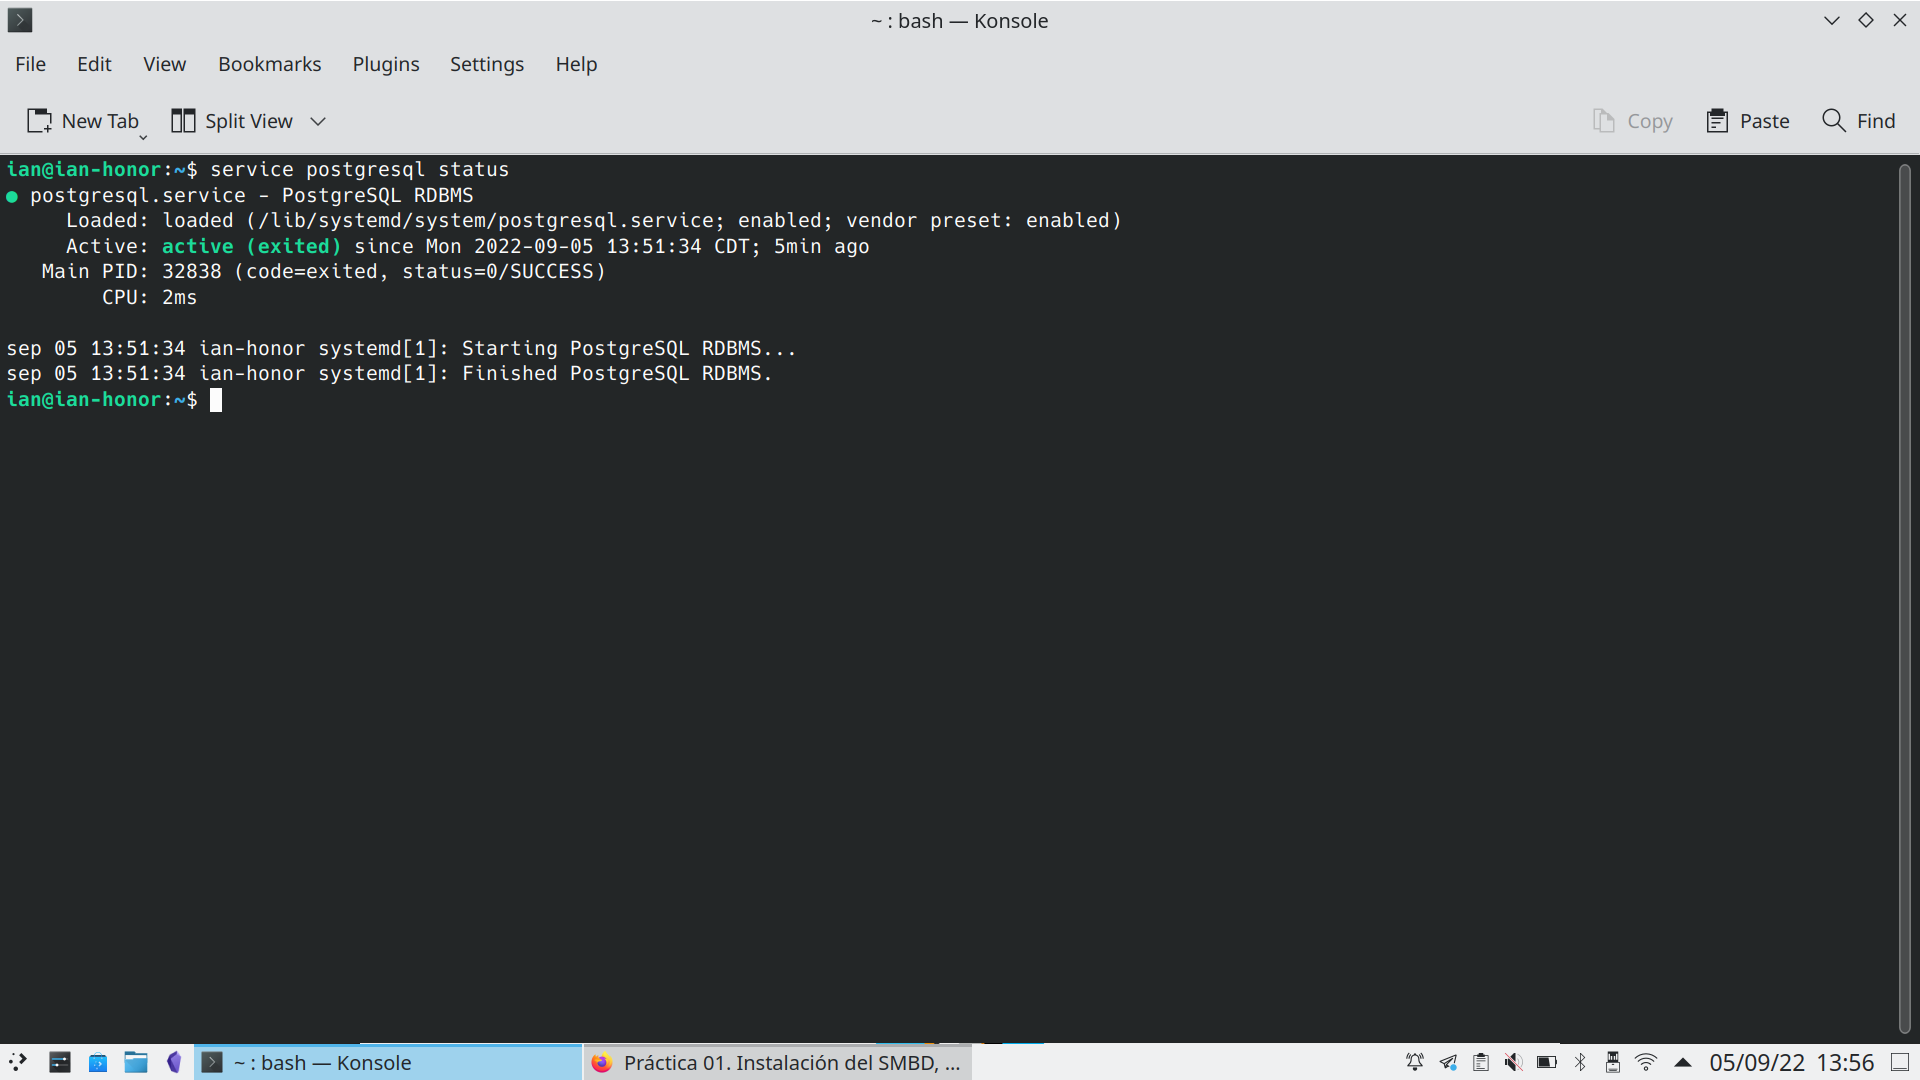 ~ : bash — Konsole
File Edit View Bookmarks Plugins Settings Help
New Tab Split View Copy Paste Find
ian@ian-honor:~$ service postgresql status
● postgresql.service - PostgreSQL RDBMS
     Loaded: loaded (/lib/systemd/system/postgresql.service; enabled; vendor preset: enabled)
     Active: active (exited) since Mon 2022-09-05 13:51:34 CDT; 5min ago
   Main PID: 32838 (code=exited, status=0/SUCCESS)
        CPU: 2ms
sep 05 13:51:34 ian-honor systemd[1]: Starting PostgreSQL RDBMS...
sep 05 13:51:34 ian-honor systemd[1]: Finished PostgreSQL RDBMS.
ian@ian-honor:~$
~ : bash — Konsole Práctica 01. Instalación del SMBD, ... 05/09/22 13:56